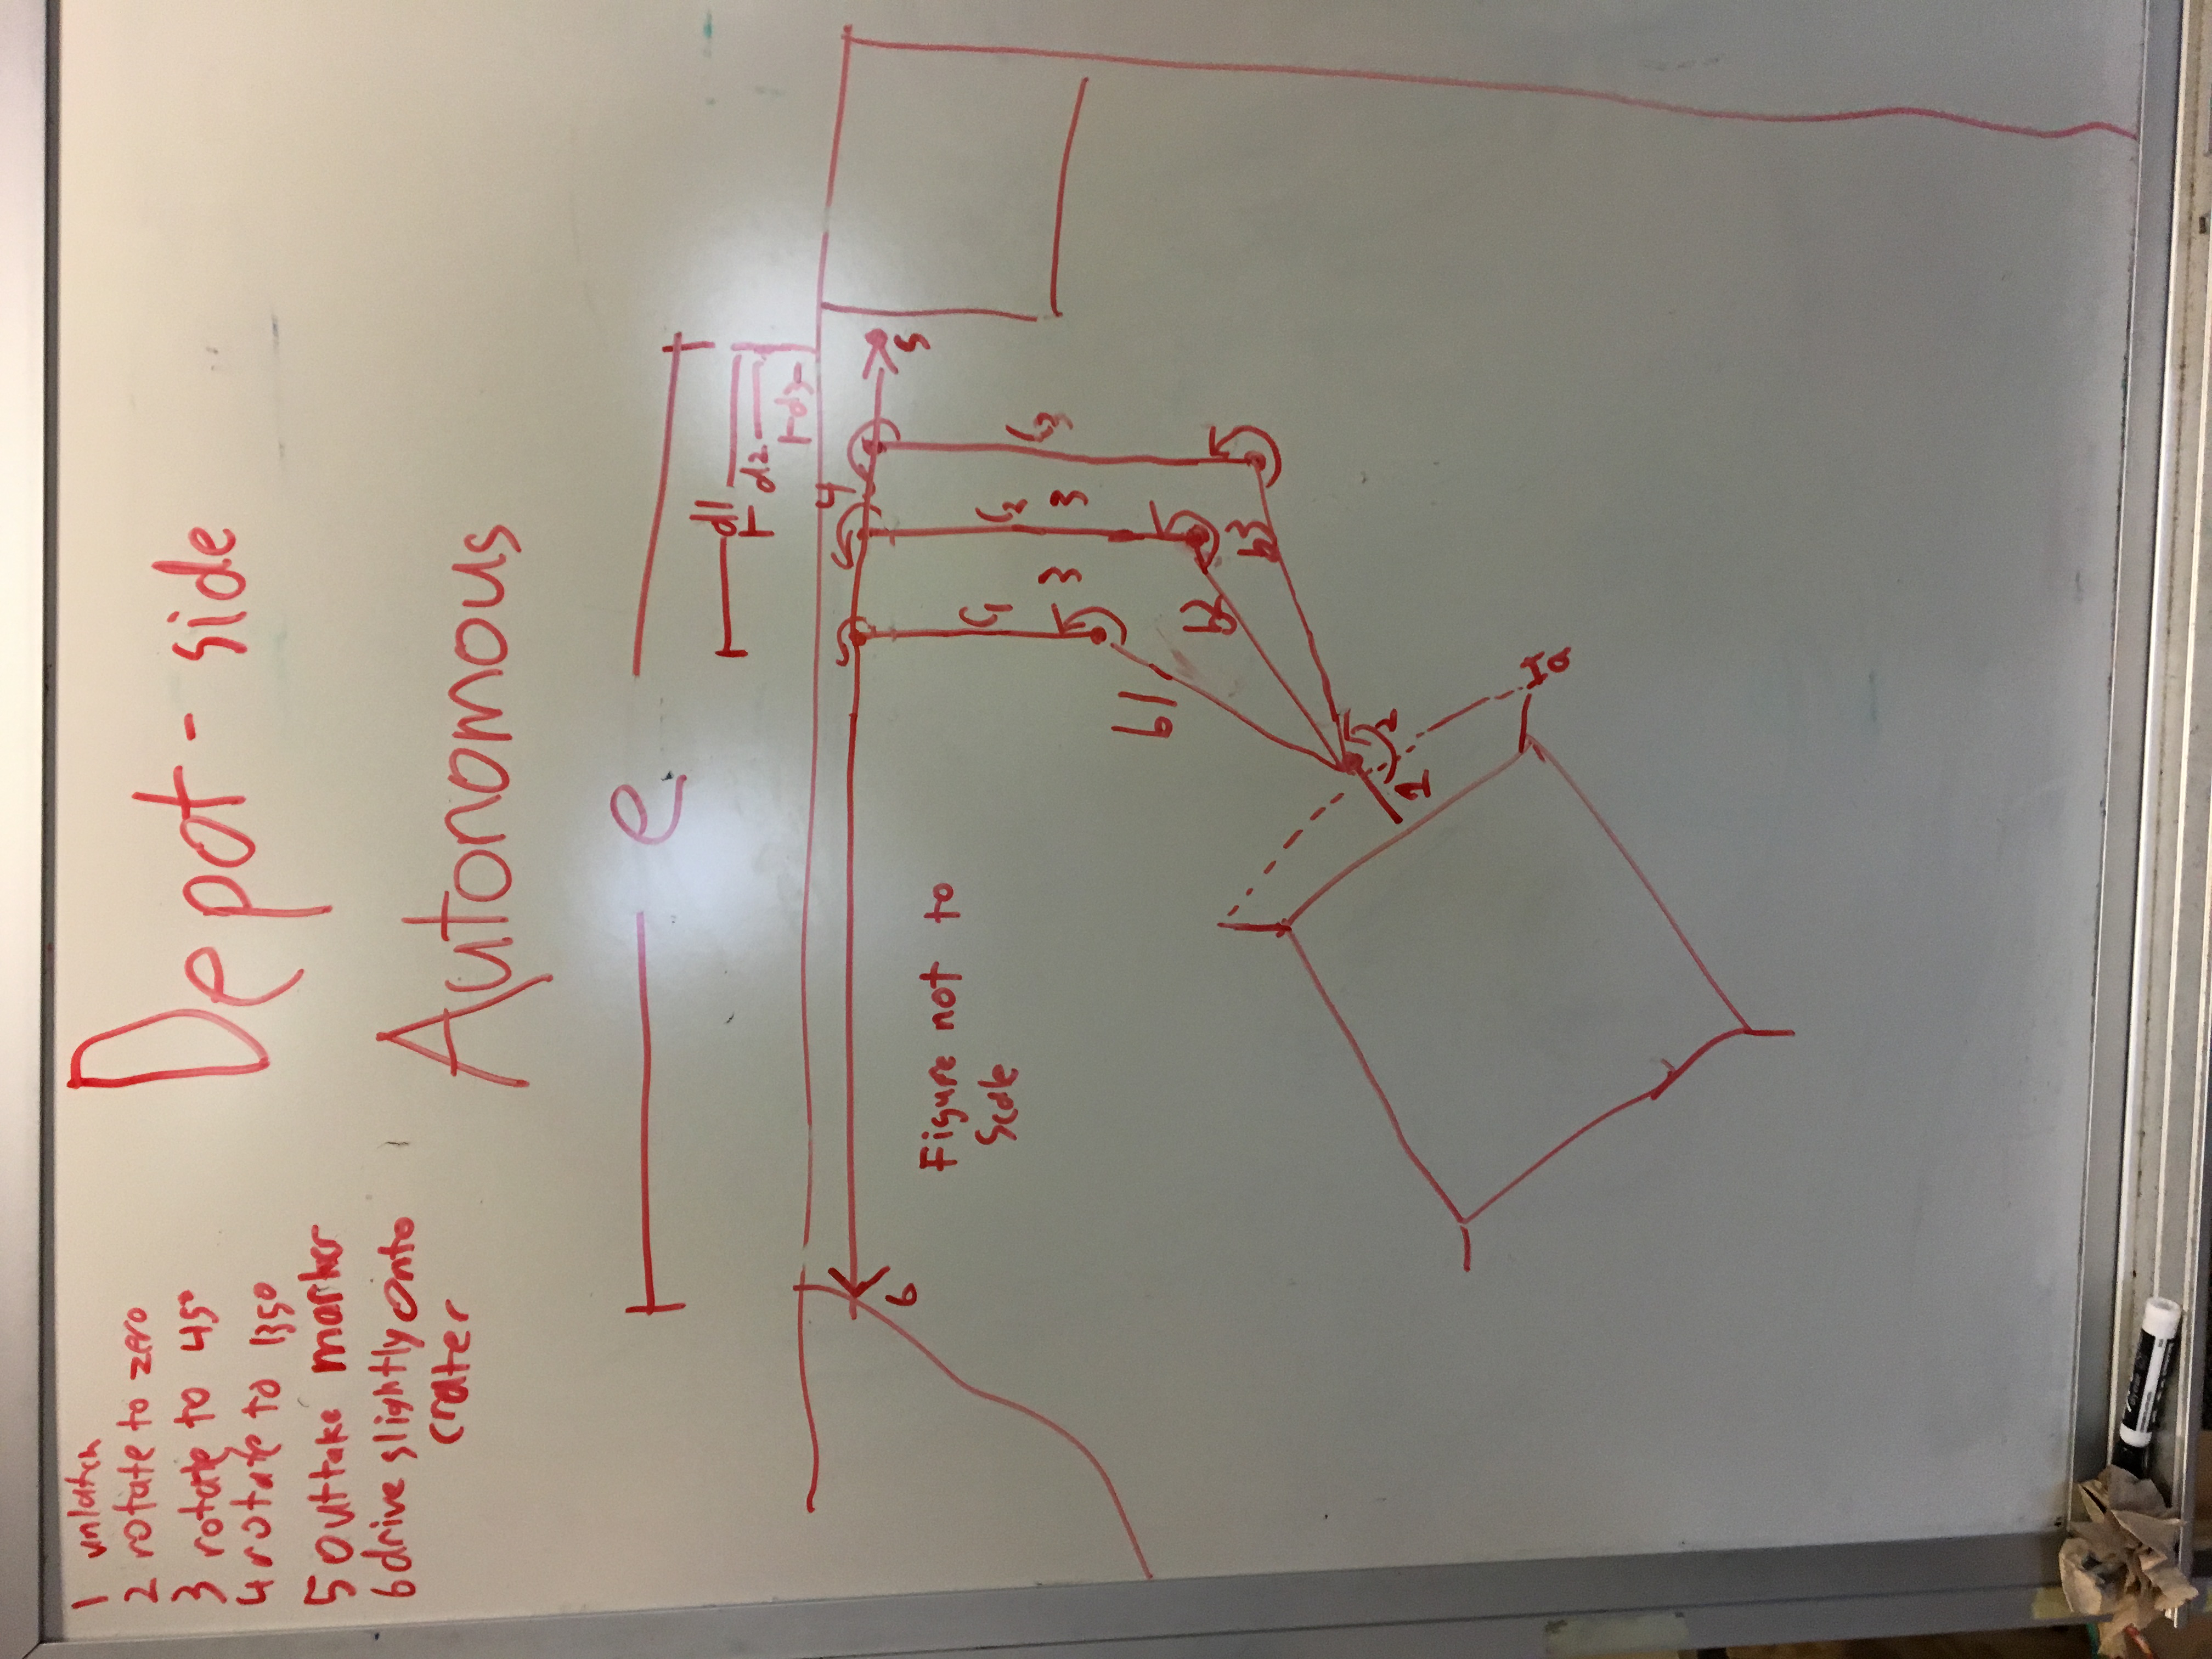 1 unlatch
2 rotate to zero
3 rotate to 45°
4 rotate to 135°
5 outtake marker
6 drive slightly onto
crater
Depot-side
Autonomous
e
d1
d2
d3
4
6
5
Figure not to
Scale
C1
C2
C3
3
3
b1
b2
b3
2
1
a